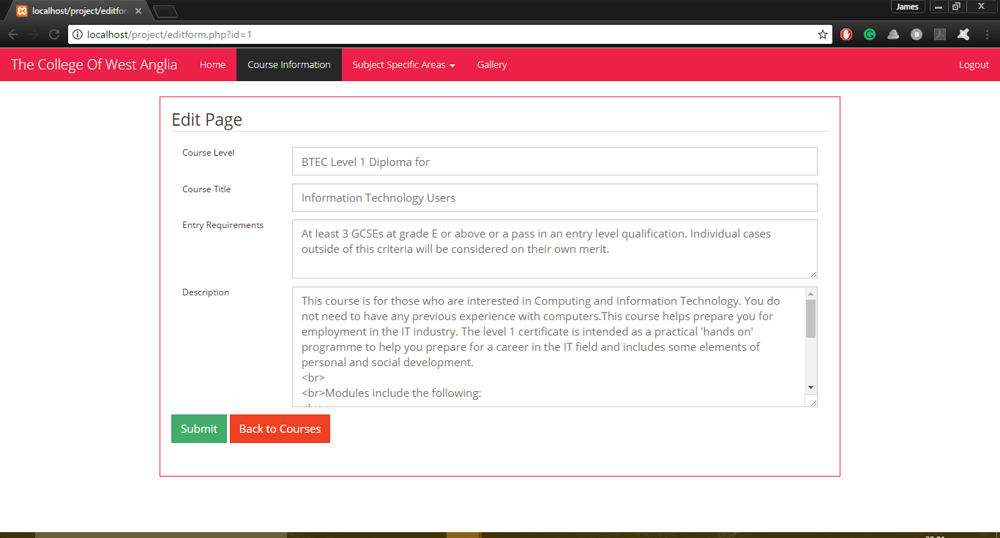 localhost/project/editfor
James
localhost/project/editform.php?id=1
The College Of West Anglia
Home
Course Information
Subject Specific Areas
Gallery
Logout
Edit Page
Course Level
BTEC Level 1 Diploma for
Course Title
Information Technology Users
Entry Requirements
At least 3 GCSEs at grade E or above or a pass in an entry level qualification. Individual cases
outside of this criteria will be considered on their own merit.
Description
This course is for those who are interested in Computing and Information Technology. You do
not need to have any previous experience with computers.This course helps prepare you for
employment in the IT industry. The level 1 certificate is intended as a practical 'hands on'
programme to help you prepare for a career in the IT field and includes some elements of
personal and social development.
<br>
<br>Modules include the following:
Submit
Back to Courses